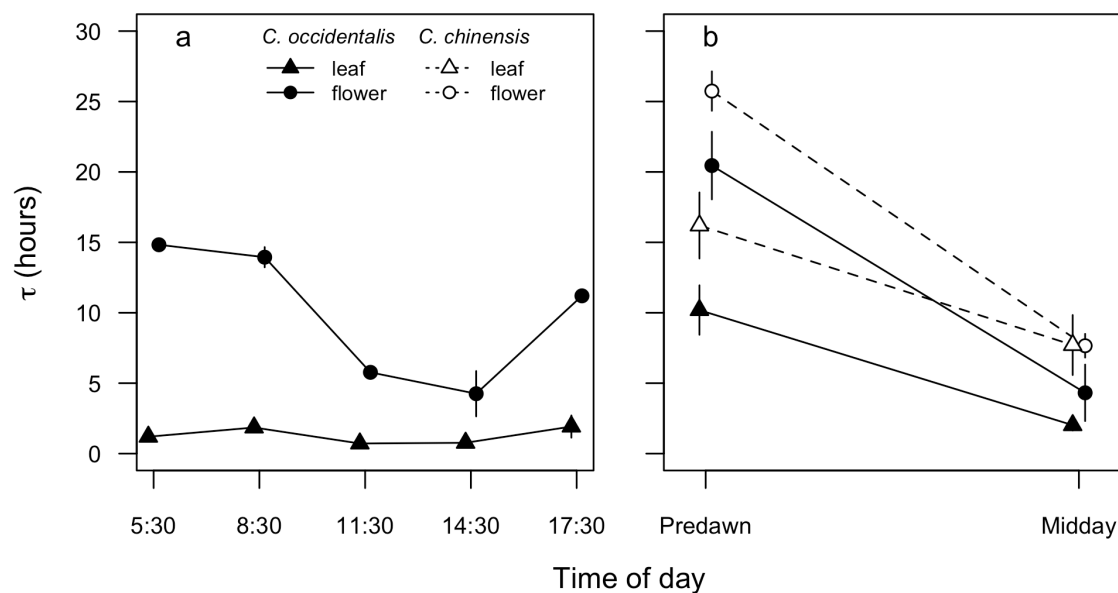 a
C. occidentalis C. chinensis
leaf leaf
flower flower
b
30
25
20
15
10
5
0
τ (hours)
5:30 8:30 11:30 14:30 17:30
Predawn Midday
Time of day